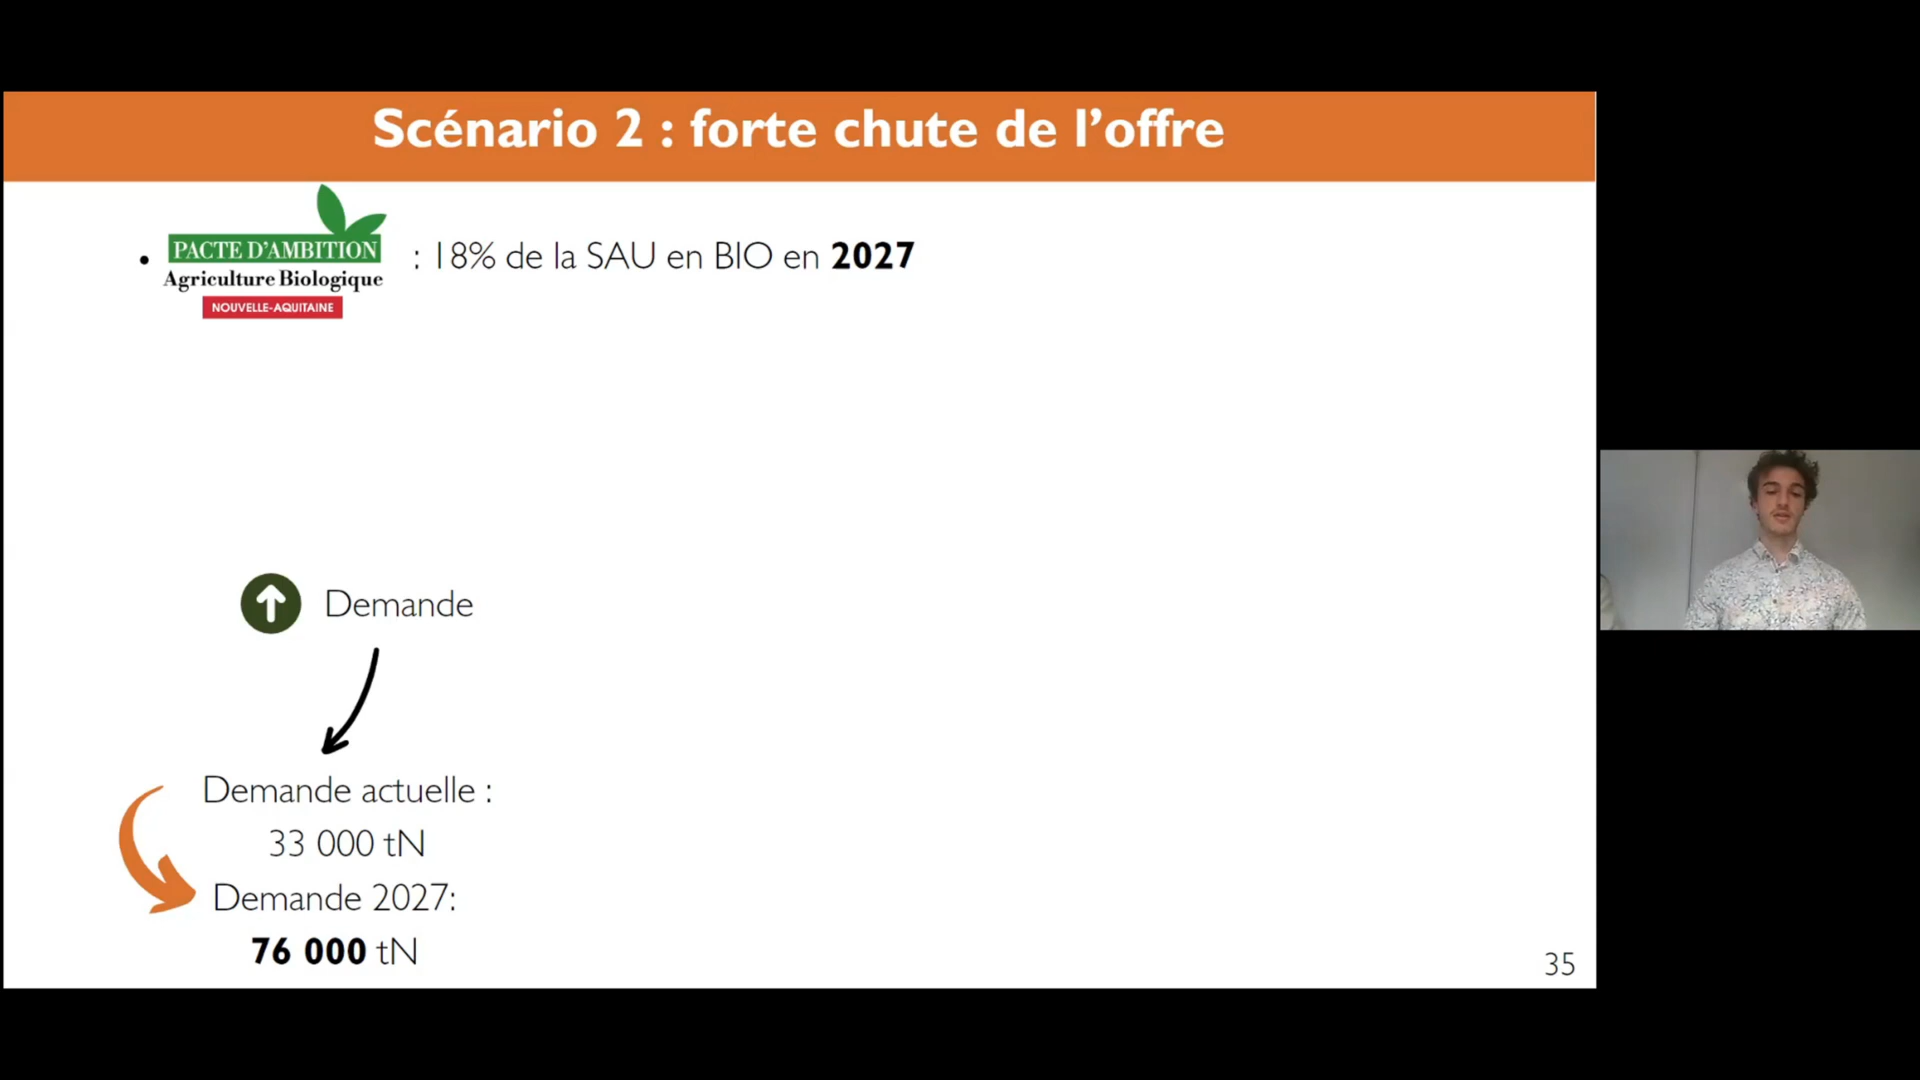 Scénario 2 : forte chute de l’offre
PACTE D'AMBITION
Agriculture Biologique
NOUVELLE-AQUITAINE
: 18% de la SAU en BIO en 2027
Demande
Demande actuelle :
33 000 tN
Demande 2027:
76 000 tN
35